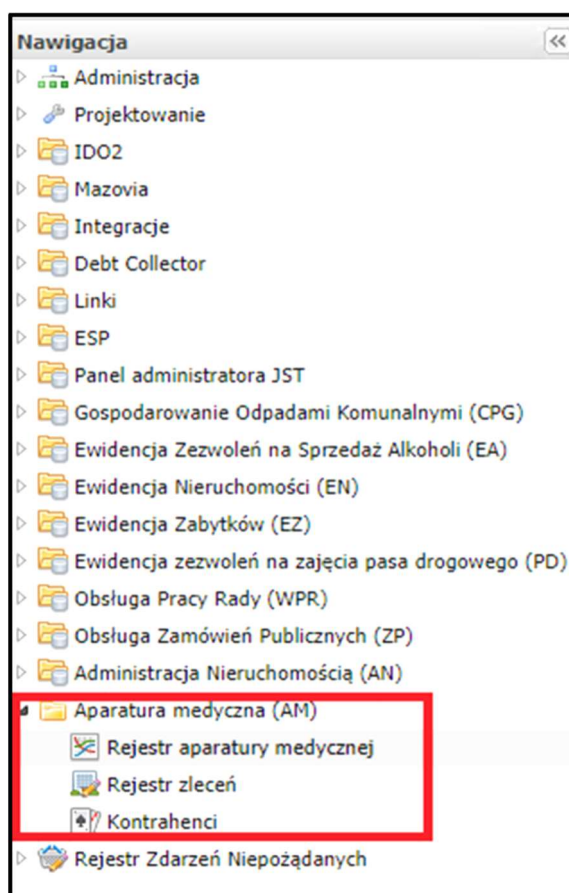 Nawigacja
Administracja
Projektowanie
IDO2
Mazovia
Integracje
Debt Collector
Linki
ESP
Panel administratora JST
Gospodarowanie Odpadami Komunalnymi (CPG)
Ewidencja Zezwoleń na Sprzedaż Alkoholi (EA)
Ewidencja Nieruchomości (EN)
Ewidencja Zabytków (EZ)
Ewidencja zezwoleń na zajęcia pasa drogowego (PD)
Obsługa Pracy Rady (WPR)
Obsługa Zamówień Publicznych (ZP)
Administracja Nieruchomością (AN)
Aparatura medyczna (AM)
Rejestr aparatury medycznej
Rejestr zleceń
Kontrahenci
Rejestr Zdarzeń Niepożądanych